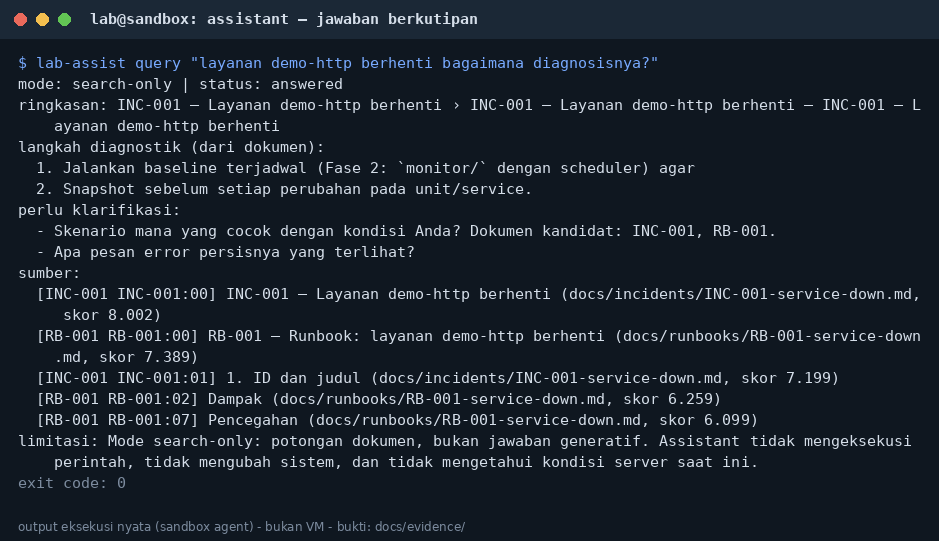 lab@sandbox: assistant — jawaban berkutipan
$ lab-assist query "layanan demo-http berhenti bagaimana diagnosisnya?"
mode: search-only | status: answered
ringkasan: INC-001 — Layanan demo-http berhenti › INC-001 — Layanan demo-http berhenti — INC-001 — L
ayanan demo-http berhenti
langkah diagnostik (dari dokumen):
1. Jalankan baseline terjadwal (Fase 2: `monitor/` dengan scheduler) agar
2. Snapshot sebelum setiap perubahan pada unit/service.
perlu klarifikasi:
- Skenario mana yang cocok dengan kondisi Anda? Dokumen kandidat: INC-001, RB-001.
- Apa pesan error persisnya yang terlihat?
sumber:
[INC-001 INC-001:00] INC-001 — Layanan demo-http berhenti (docs/incidents/INC-001-service-down.md,
skor 8.002)
[RB-001 RB-001:00] RB-001 — Runbook: layanan demo-http berhenti (docs/runbooks/RB-001-service-down
.md, skor 7.389)
[INC-001 INC-001:01] 1. ID dan judul (docs/incidents/INC-001-service-down.md, skor 7.199)
[RB-001 RB-001:02] Dampak (docs/runbooks/RB-001-service-down.md, skor 6.259)
[RB-001 RB-001:07] Pencegahan (docs/runbooks/RB-001-service-down.md, skor 6.099)
limitasi: Mode search-only: potongan dokumen, bukan jawaban generatif. Assistant tidak mengeksekusi
perintah, tidak mengubah sistem, dan tidak mengetahui kondisi server saat ini.
exit code: 0
output eksekusi nyata (sandbox agent) - bukan VM - bukti: docs/evidence/